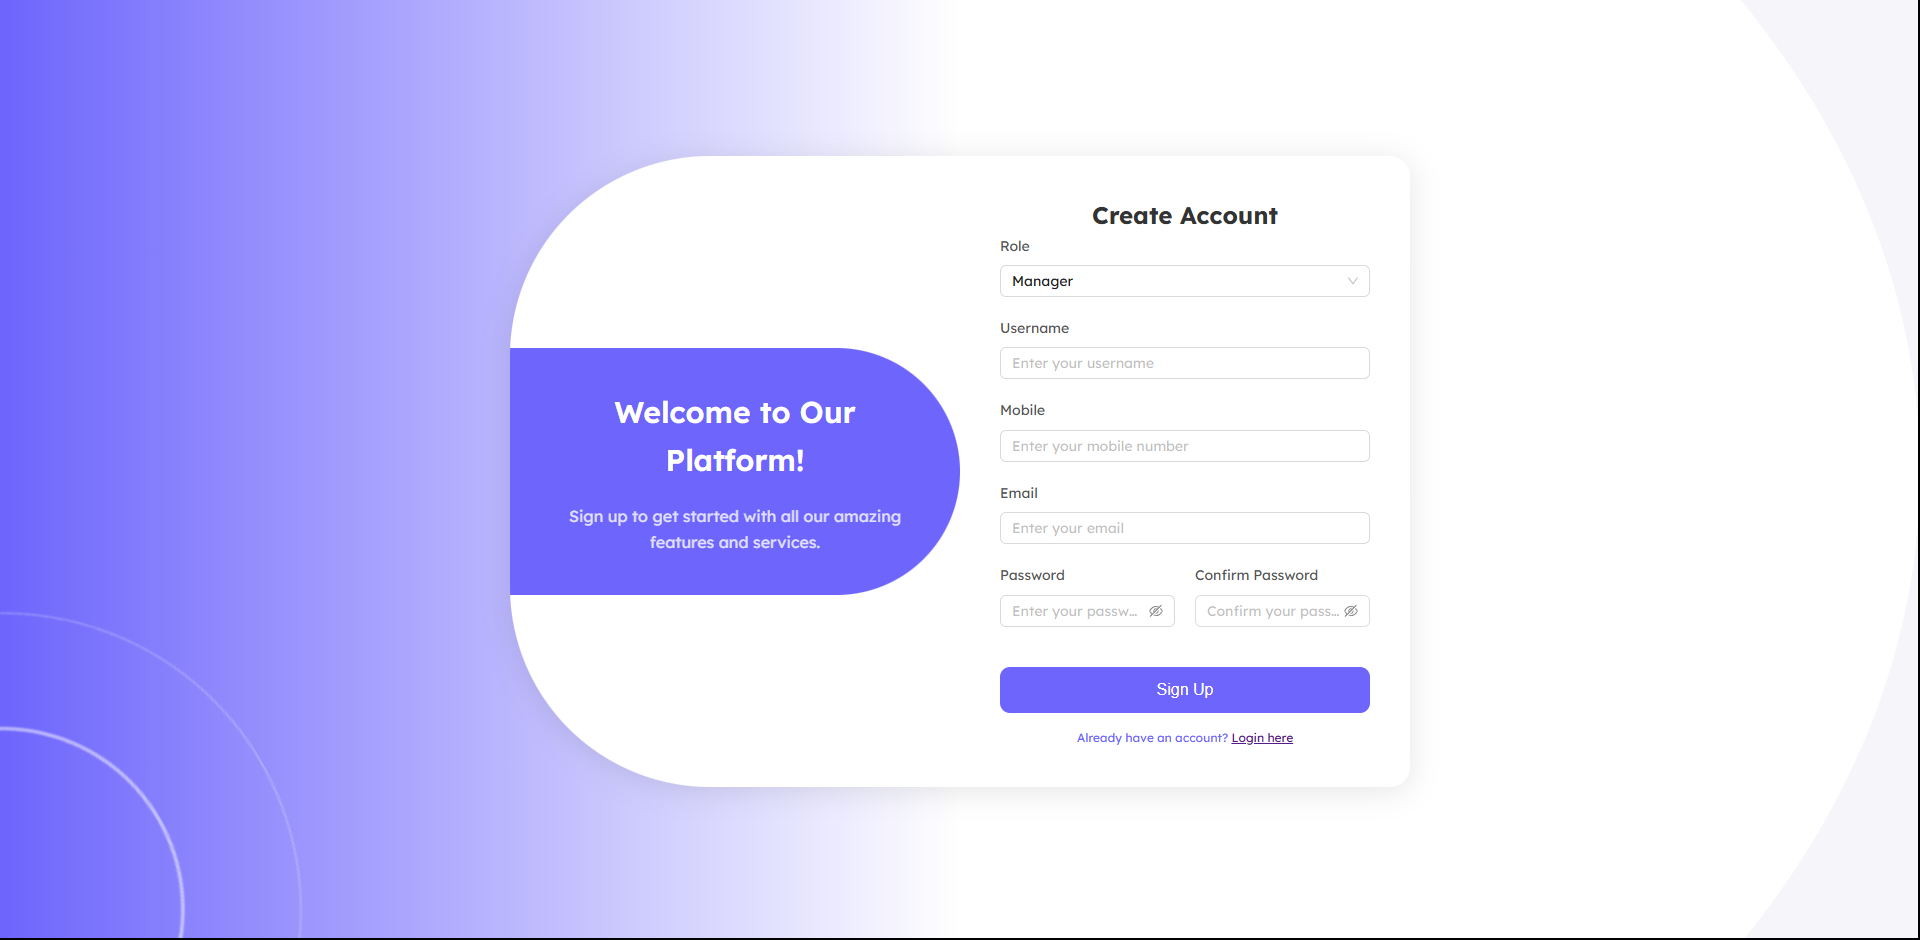 Welcome to Our
Platform!
Sign up to get started with all our amazing
features and services.
Create Account
Role
Manager
Username
Enter your username
Mobile
Enter your mobile number
Email
Enter your email
Password
Confirm Password
Enter your passw...
Confirm your pass...
Sign Up
Already have an account? Login here